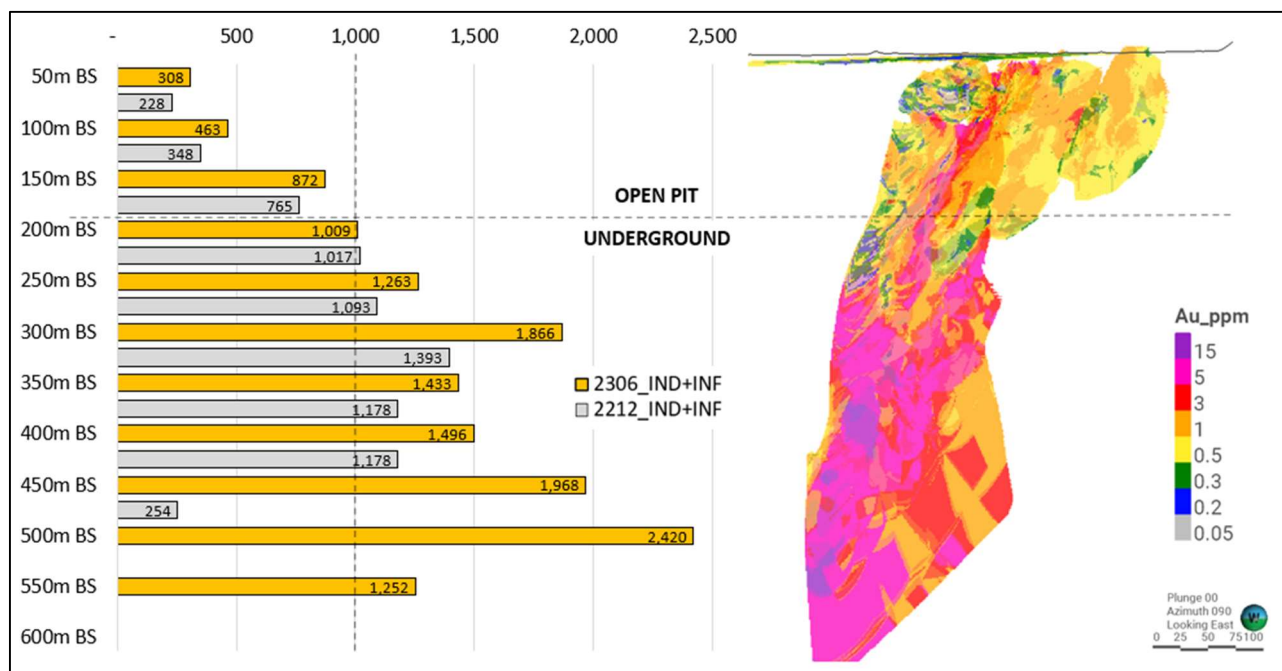 -
500
1,000
1,500
2,000
2,500
50m BS
308
228
100m BS
463
348
150m BS
872
765
OPEN PIT
200m BS
1,009
UNDERGROUND
1,017
250m BS
1,263
1,093
300m BS
1,866
1,393
350m BS
1,433
2306_IND+INF
1,178
2212_IND+INF
400m BS
1,496
1,178
450m BS
1,968
254
500m BS
2,420
550m BS
1,252
600m BS
Au_ppm
15
5
3
1
0.5
0.3
0.2
0.05
Plunge 00
Azimuth 090
Looking East
0 25 50 75 100